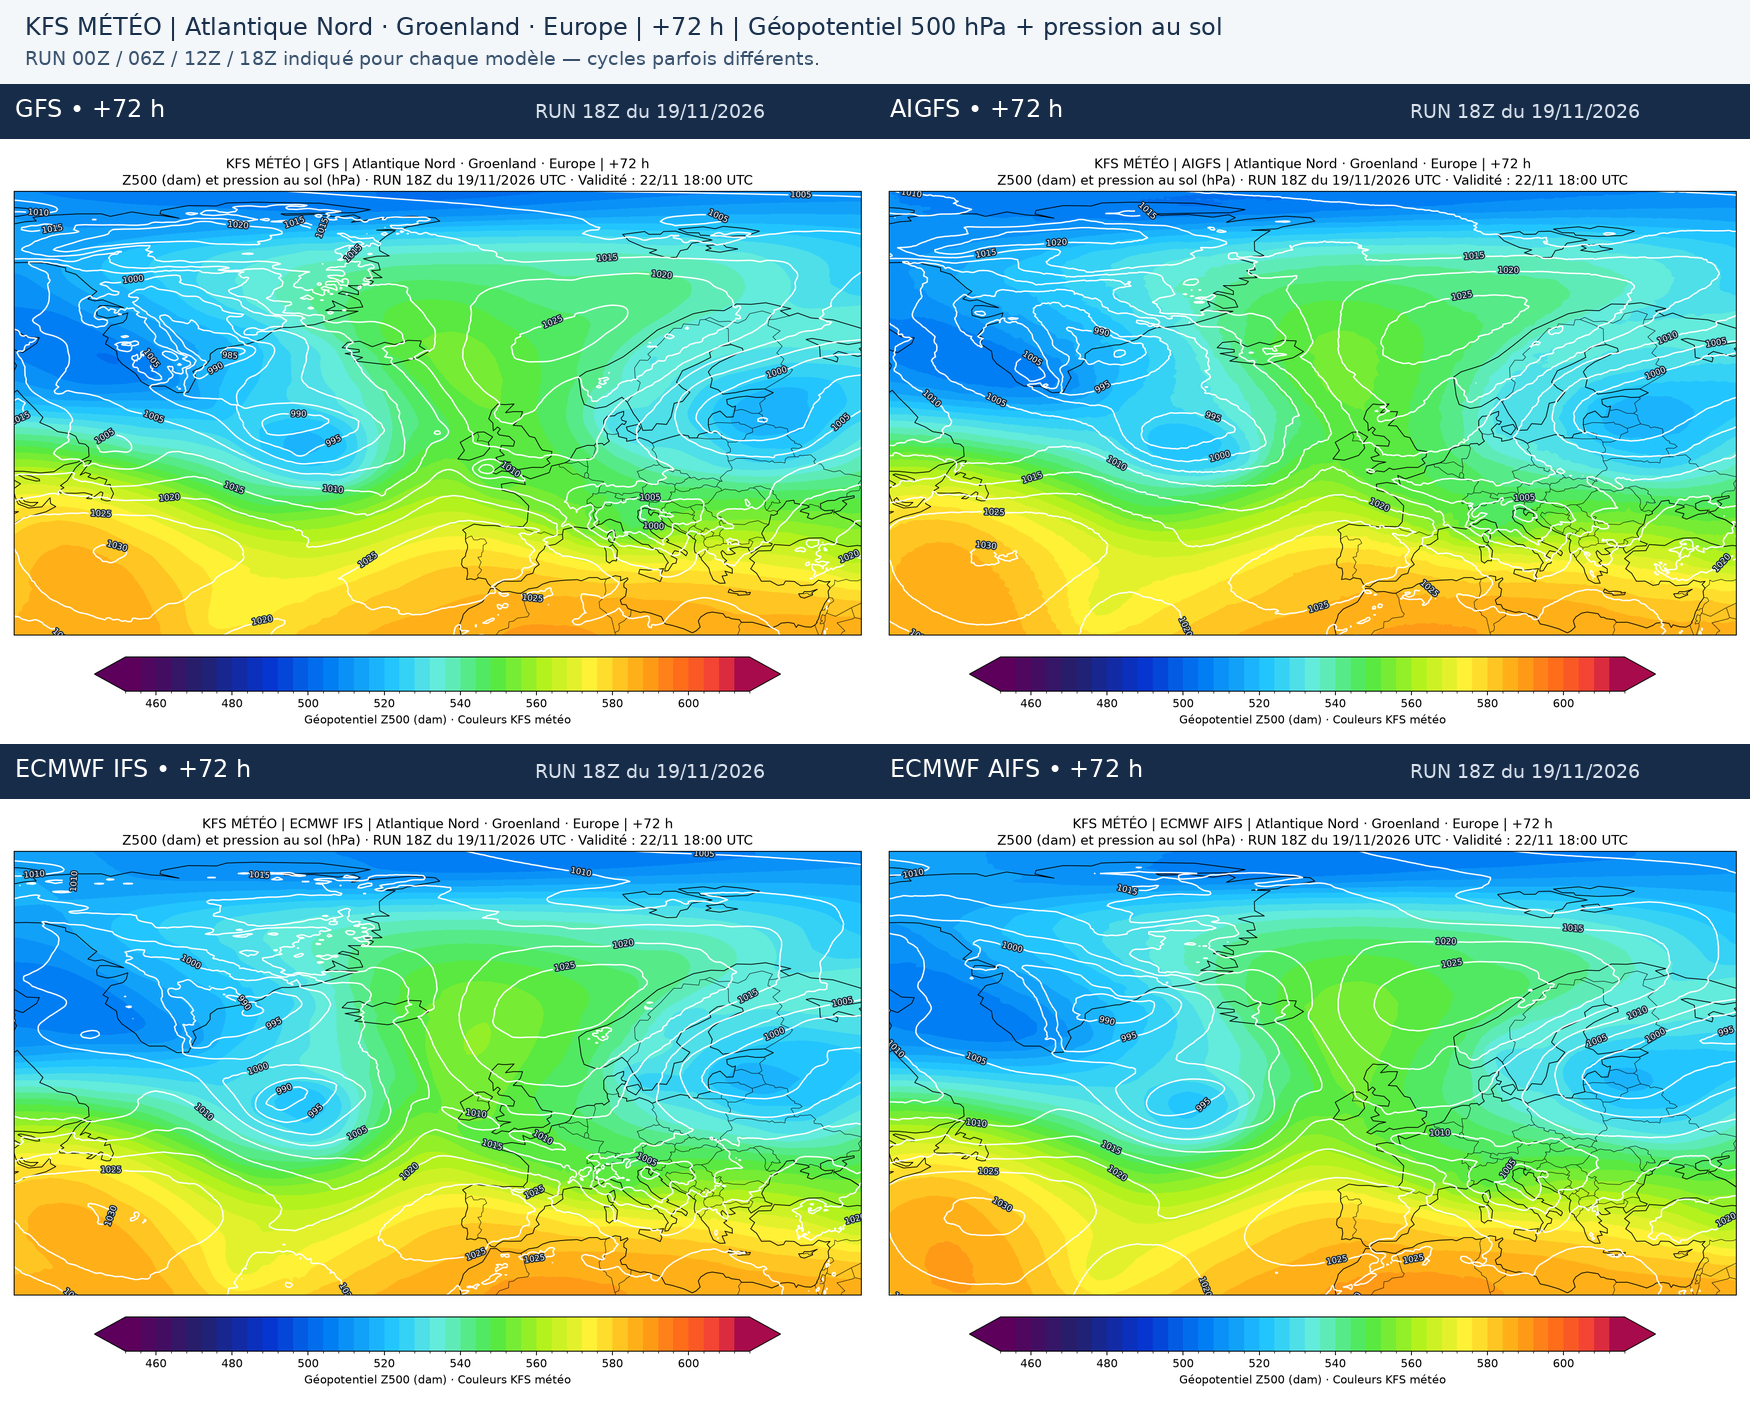 KFS MÉTÉO | Atlantique Nord · Groenland · Europe | +72 h | Géopotentiel 500 hPa + pression au sol
RUN 00Z / 06Z / 12Z / 18Z indiqué pour chaque modèle — cycles parfois différents.
GFS • +72 h
RUN 18Z du 19/11/2026
KFS MÉTÉO | GFS | Atlantique Nord · Groenland · Europe | +72 h
Z500 (dam) et pression au sol (hPa) · RUN 18Z du 19/11/2026 UTC · Validité : 22/11 18:00 UTC
460 480 500 520 540 560 580 600
Géopotentiel Z500 (dam) · Couleurs KFS météo
AIGFS • +72 h
RUN 18Z du 19/11/2026
KFS MÉTÉO | AIGFS | Atlantique Nord · Groenland · Europe | +72 h
Z500 (dam) et pression au sol (hPa) · RUN 18Z du 19/11/2026 UTC · Validité : 22/11 18:00 UTC
460 480 500 520 540 560 580 600
Géopotentiel Z500 (dam) · Couleurs KFS météo
ECMWF IFS • +72 h
RUN 18Z du 19/11/2026
KFS MÉTÉO | ECMWF IFS | Atlantique Nord · Groenland · Europe | +72 h
Z500 (dam) et pression au sol (hPa) · RUN 18Z du 19/11/2026 UTC · Validité : 22/11 18:00 UTC
460 480 500 520 540 560 580 600
Géopotentiel Z500 (dam) · Couleurs KFS météo
ECMWF AIFS • +72 h
RUN 18Z du 19/11/2026
KFS MÉTÉO | ECMWF AIFS | Atlantique Nord · Groenland · Europe | +72 h
Z500 (dam) et pression au sol (hPa) · RUN 18Z du 19/11/2026 UTC · Validité : 22/11 18:00 UTC
460 480 500 520 540 560 580 600
Géopotentiel Z500 (dam) · Couleurs KFS météo